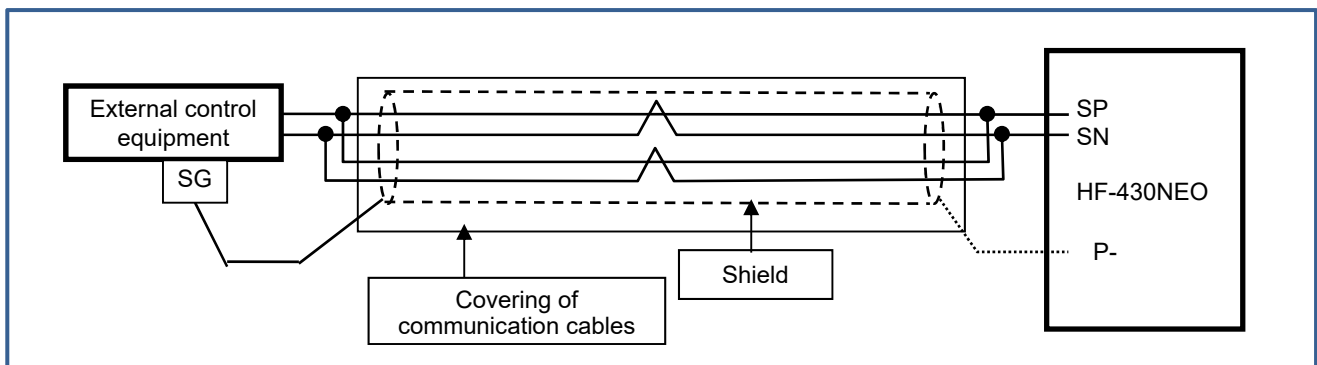 External control
equipment
SG
SP
SN
HF-430NEO
P-
Shield
Covering of
communication cables